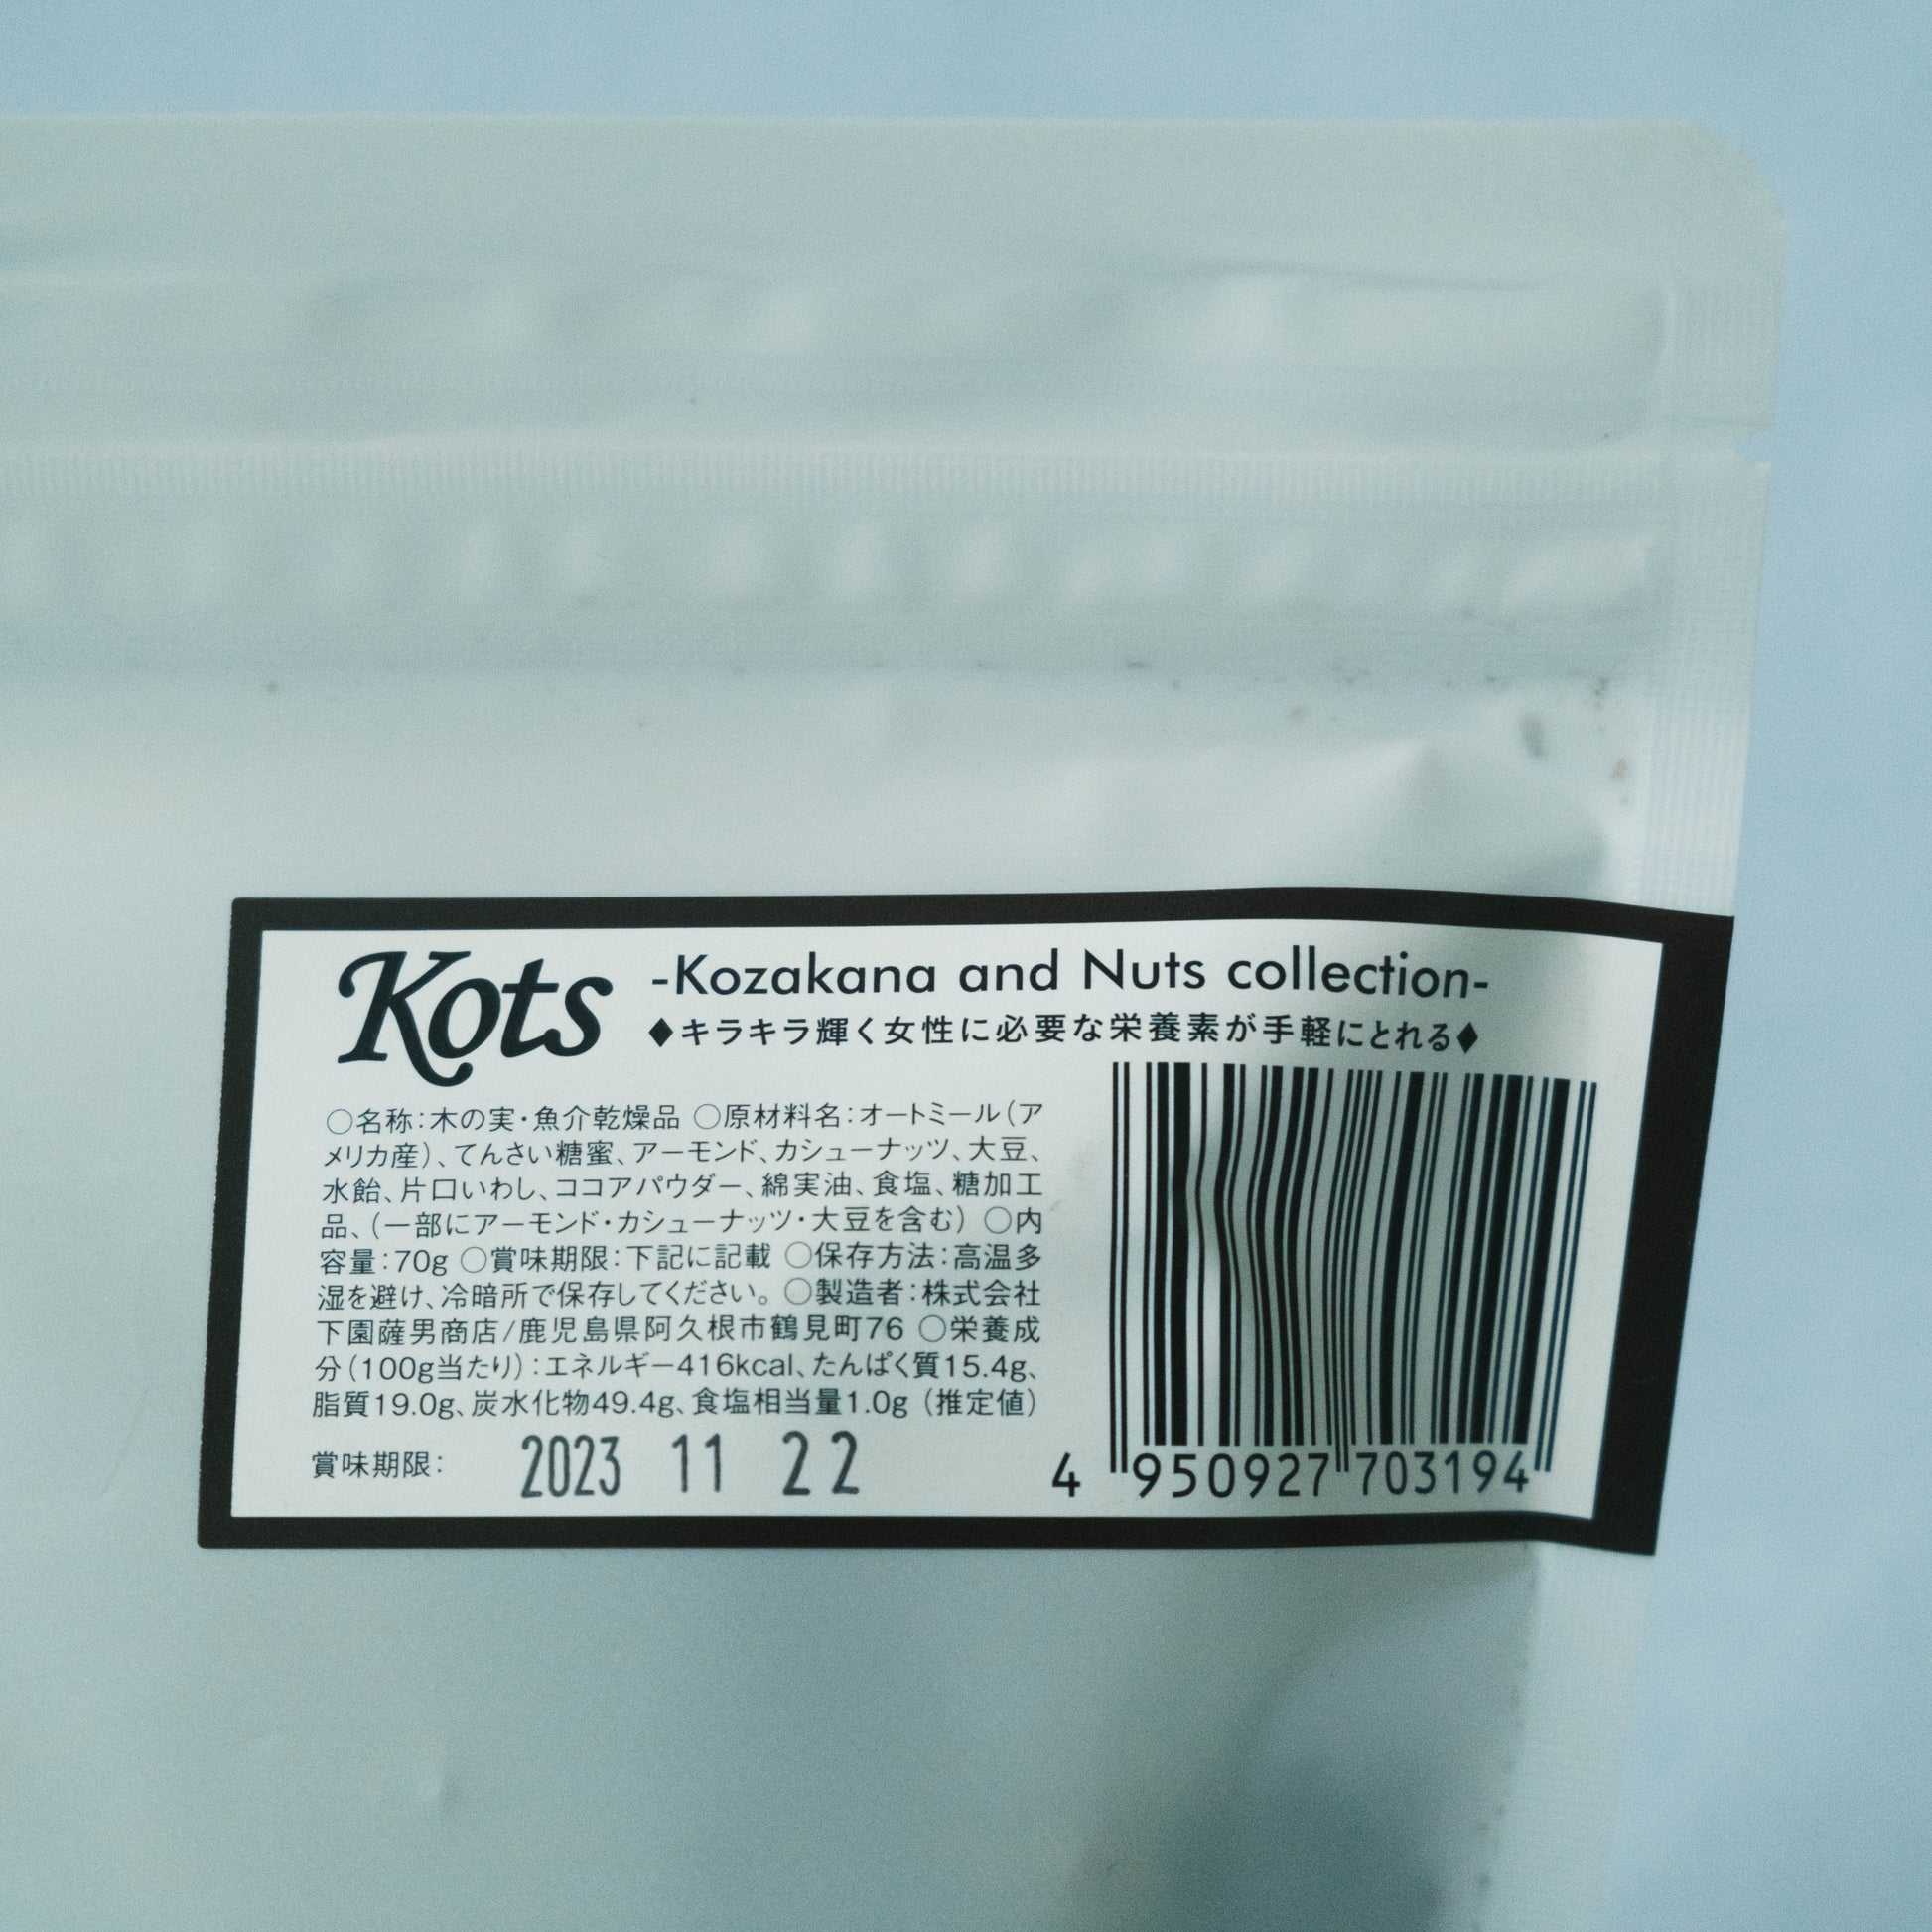 Kots -Kozakana and Nuts collection-
♦キラキラ輝く女性に必要な栄養素が手軽にとれる♦
○名称:木の実・魚介乾燥品 ○原材料名:オートミール(ア
メリカ産)、てんさい糖蜜、アーモンド、カシューナッツ、大豆、
水飴、片口いわし、ココアパウダー、綿実油、食塩、糖加工
品、(一部にアーモンド・カシューナッツ・大豆を含む) ○内
容量:70g ○賞味期限:下記に記載 ○保存方法:高温多
湿を避け、冷暗所で保存してください。○製造者:株式会社
下園薩男商店/鹿児島県阿久根市鶴見町76 ○栄養成
分(100g当たり):エネルギー416kcal、たんぱく質15.4g、
脂質19.0g、炭水化物49.4g、食塩相当量1.0g (推定値)
賞味期限: 2023 11 22
4 950927 703194